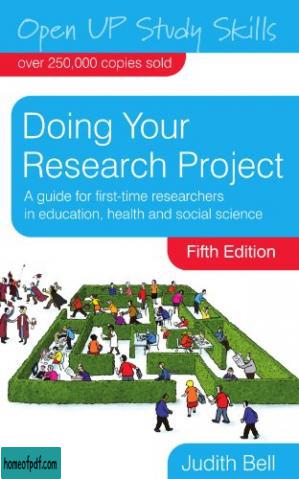 Open UP Study Skills
over 250,000 copies sold
Doing Your
Research Project
A guide for first-time researchers
in education, health and social science
Fifth Edition
homeofpdf.com
Judith Bell